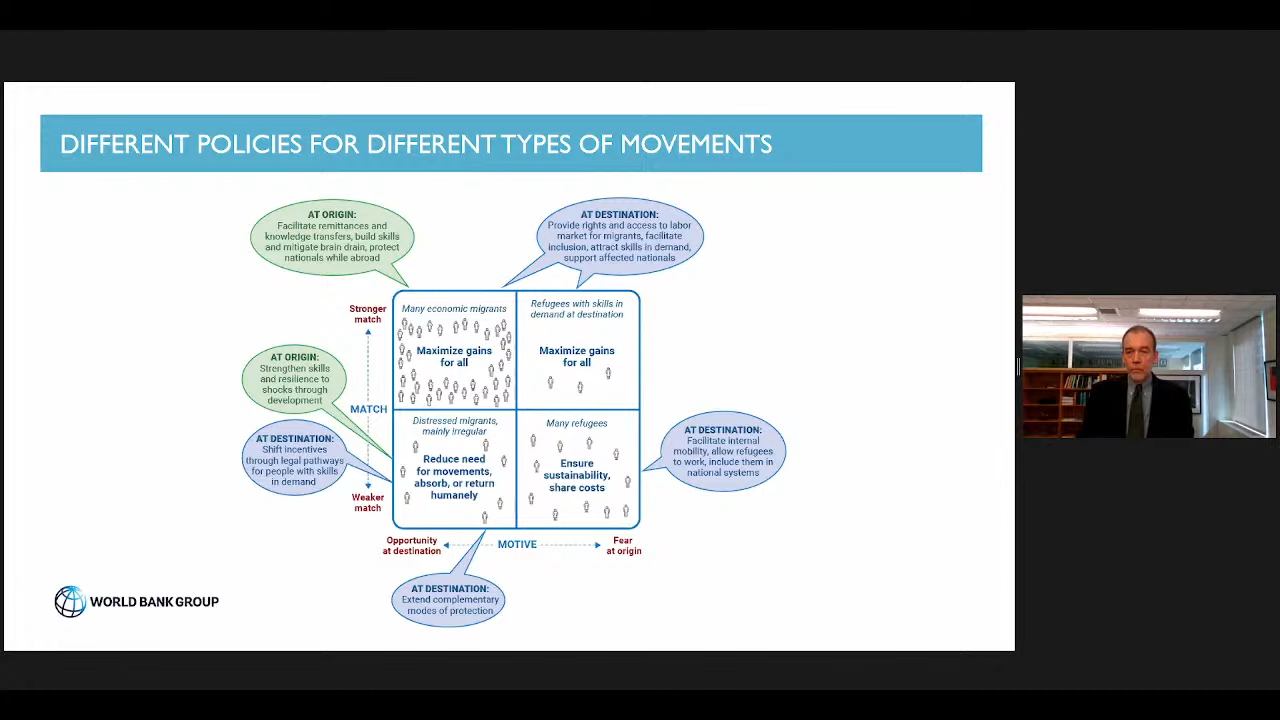 DIFFERENT POLICIES FOR DIFFERENT TYPES OF MOVEMENTS
AT ORIGIN:
Facilitate remittances and
knowledge transfers, build skills
and mitigate brain drain, protect
nationals while abroad
AT DESTINATION:
Provide rights and access to labor
market for migrants, facilitate
inclusion, attract skills in demand,
support affected nationals
Stronger
match
Many economic migrants
Maximize gains
for all
Refugees with skills in
demand at destination
Maximize gains
for all
AT ORIGIN:
Strengthen skills
and resilience to
shocks through
development
MATCH
AT DESTINATION:
Shift incentives
through legal pathways
for people with skills
in demand
Weaker
match
Distressed migrants,
mainly irregular
Reduce need
for movements,
absorb, or return
humanely
Many refugees
Ensure
sustainability,
share costs
AT DESTINATION:
Facilitate internal
mobility, allow refugees
to work, include them in
national systems
Opportunity
at destination
MOTIVE
Fear
at origin
AT DESTINATION:
Extend complementary
modes of protection
WORLD BANK GROUP